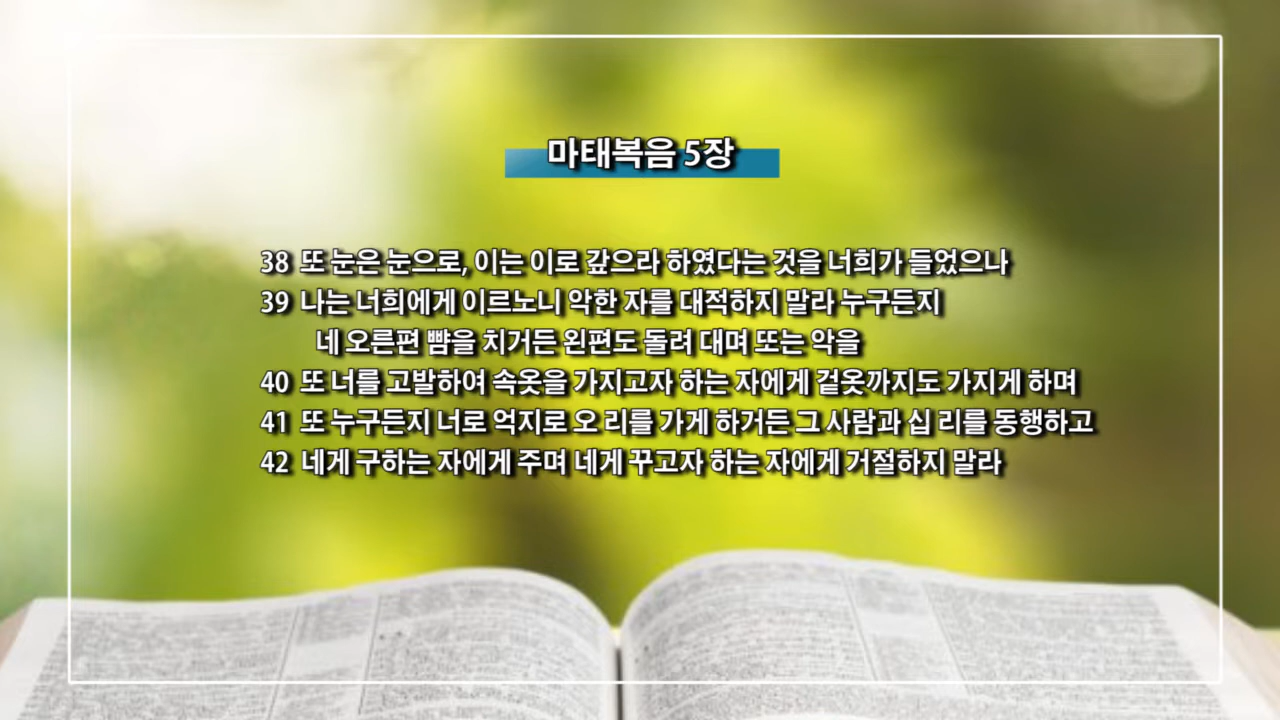 마태복음 5장
38 또 눈은 눈으로, 이는 이로 갚으라 하였다는 것을 너희가 들었으나
39 나는 너희에게 이르노니 악한 자를 대적하지 말라 누구든지
네 오른편 뺨을 치거든 왼편도 돌려 대며 또는 악을
40 또 너를 고발하여 속옷을 가지고자 하는 자에게 겉옷까지도 가지게 하며
41 또 누구든지 너로 억지로 오 리를 가게 하거든 그 사람과 십 리를 동행하고
42 네게 구하는 자에게 주며 네게 꾸고자 하는 자에게 거절하지 말라